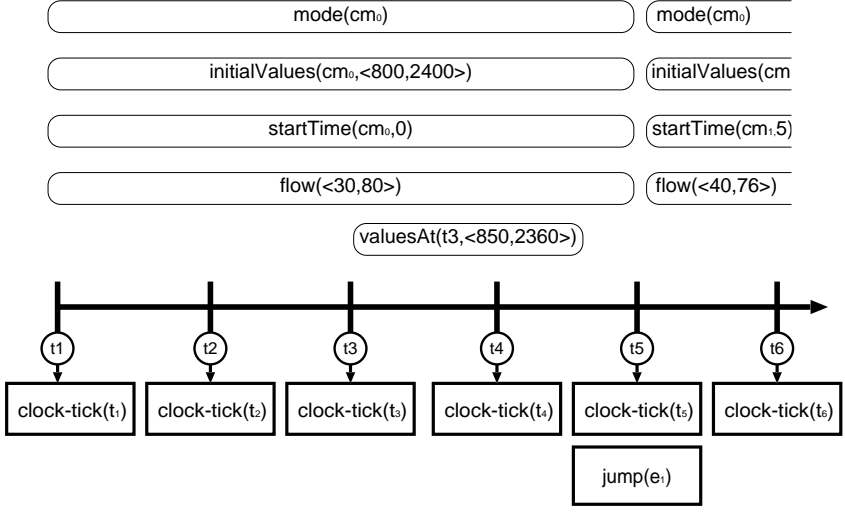 mode(cm₀) mode(cm₀)
initialValues(cm₀,<800,2400>) initialValues(cm
startTime(cm₀,0) startTime(cm₁,5)
flow(<30,80>) flow(<40,76>)
valuesAt(t3,<850,2360>)
t1 t2 t3 t4 t5 t6
clock-tick(t₁) clock-tick(t₂) clock-tick(t₃) clock-tick(t₄) clock-tick(t₅) clock-tick(t₆)
jump(e₁)